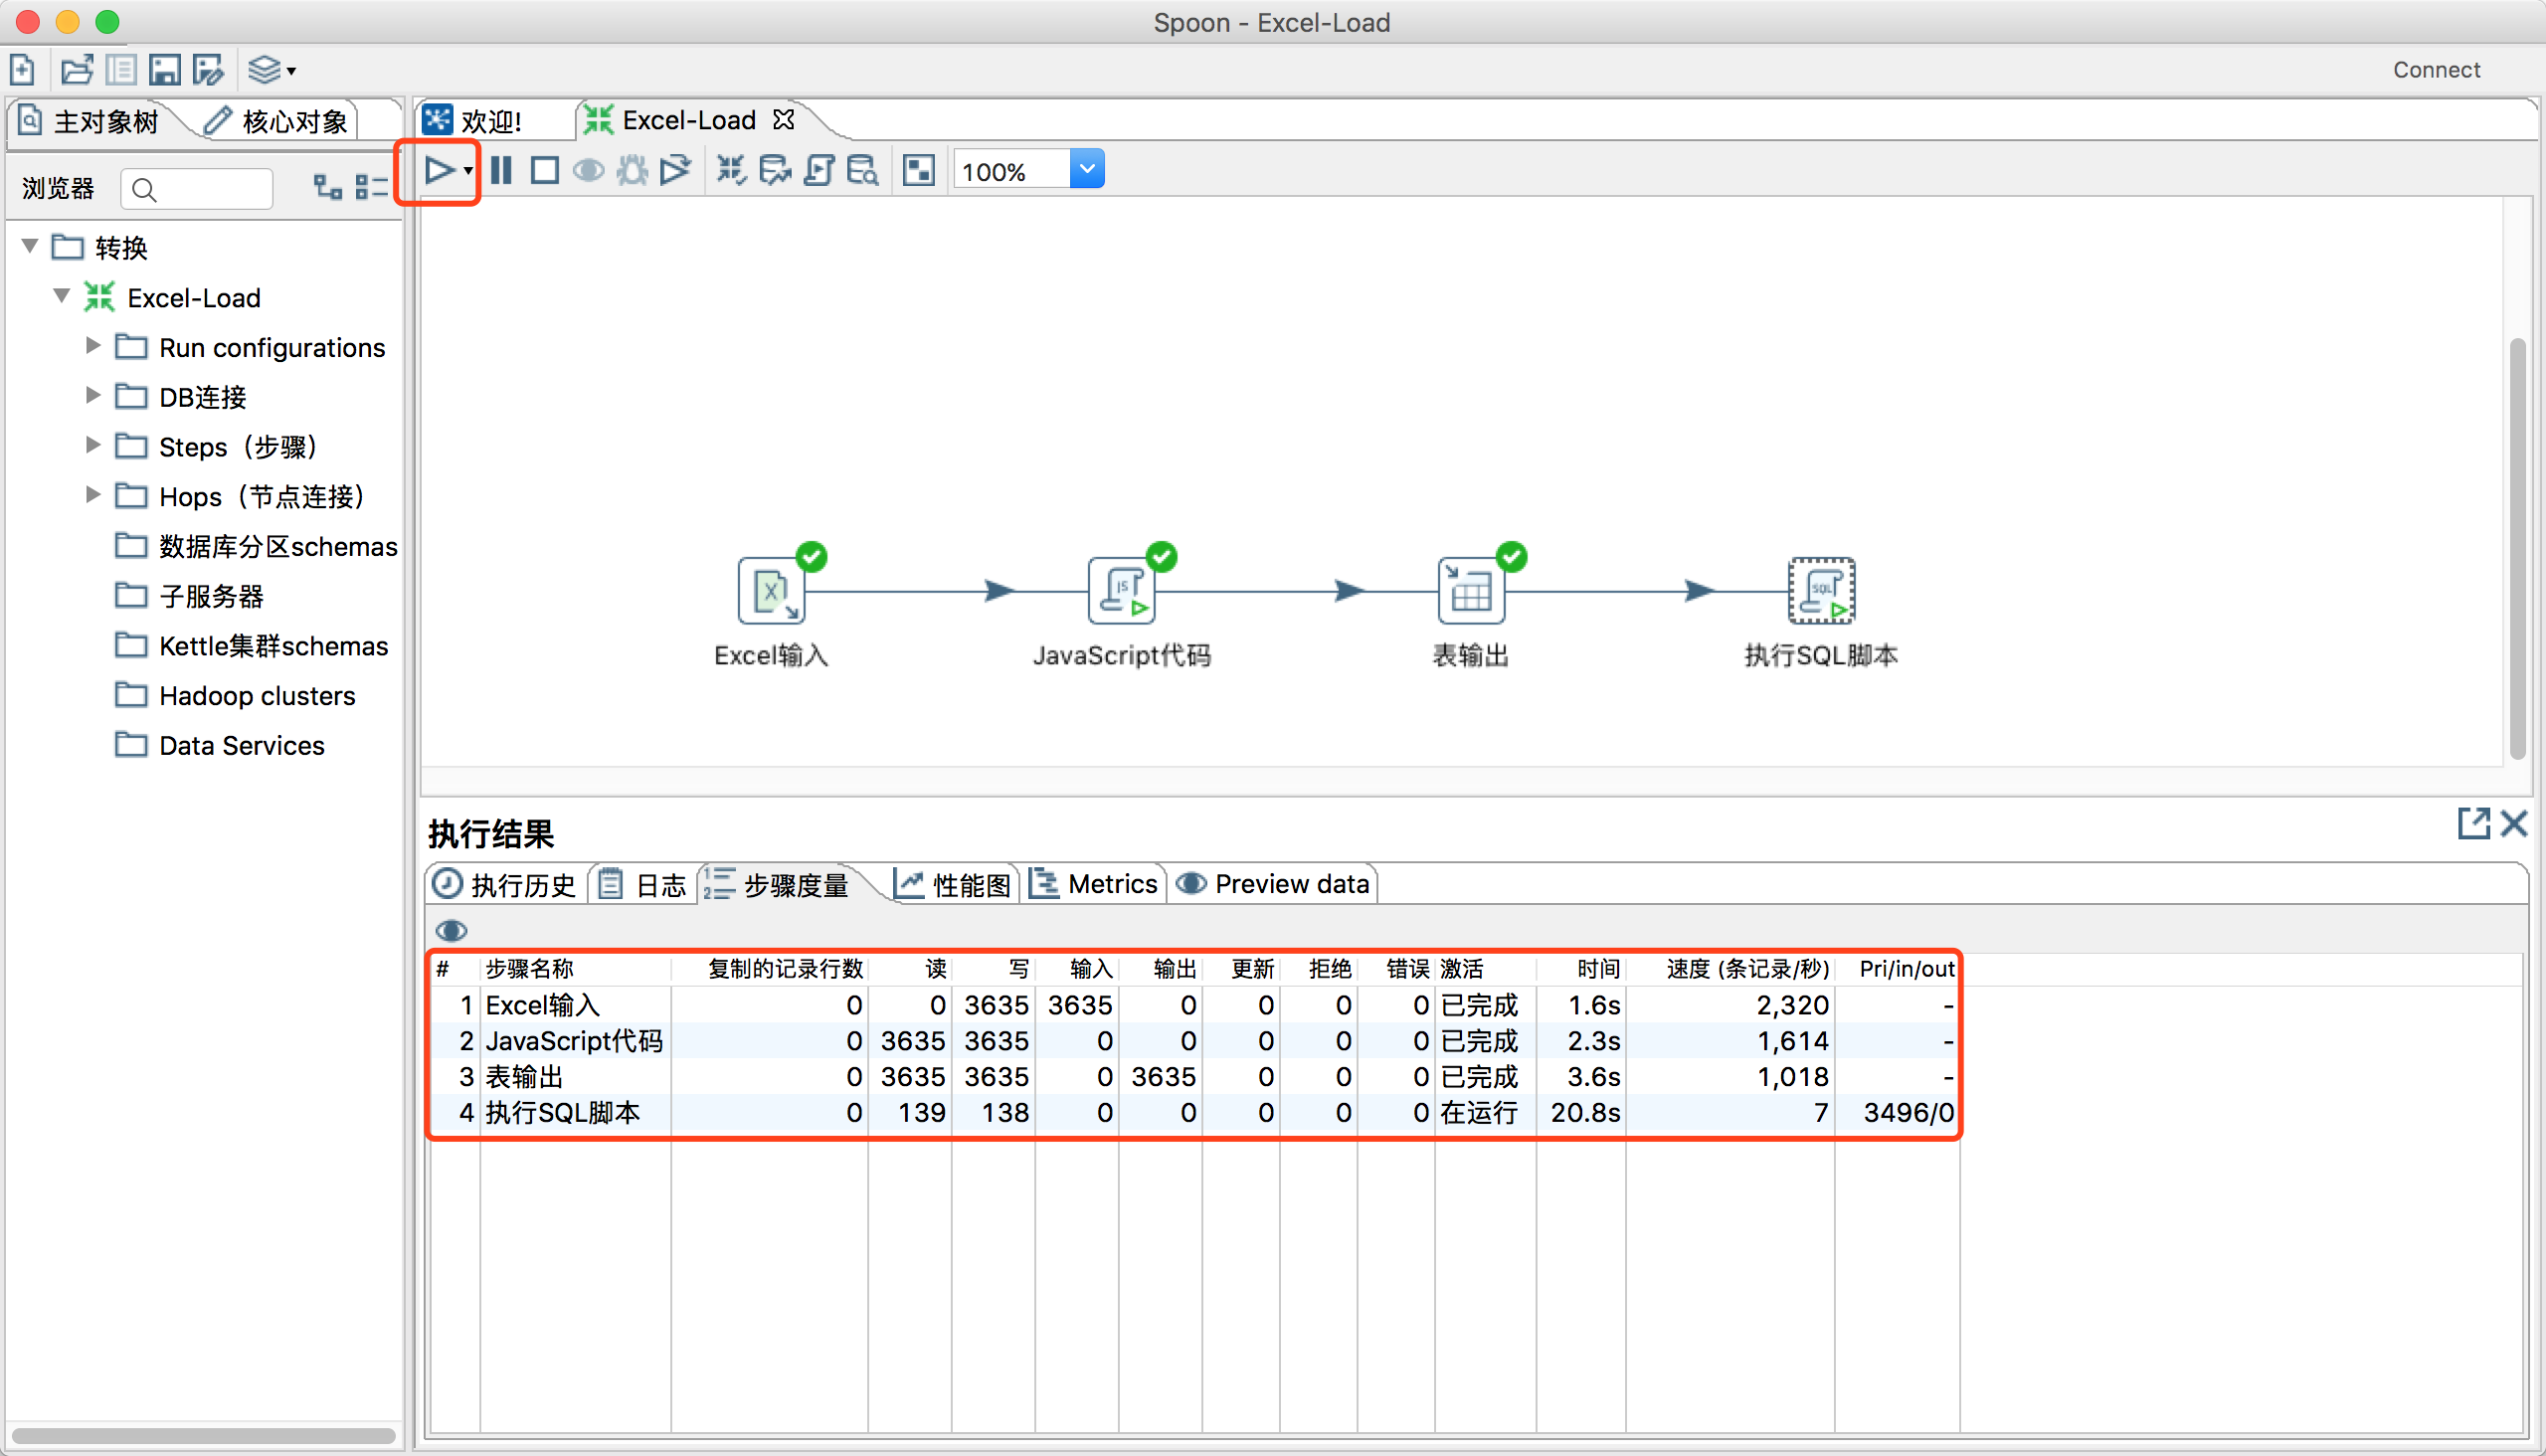 Spoon - Excel-Load
Connect
主对象树 核心对象
欢迎! Excel-Load
浏览器
100%
转换
Excel-Load
Run configurations
DB连接
Steps（步骤）
Hops（节点连接）
数据库分区schemas
子服务器
Kettle集群schemas
Hadoop clusters
Data Services
X JS SQL
Excel输入 JavaScript代码 表输出 执行SQL脚本
执行结果
执行历史 日志 步骤度量 性能图 Metrics Preview data
# 步骤名称 复制的记录行数 读 写 输入 输出 更新 拒绝 错误 激活 时间 速度 (条记录/秒) Pri/in/out
1 Excel输入 0 0 3635 3635 0 0 0 0 已完成 1.6s 2,320 -
2 JavaScript代码 0 3635 3635 0 0 0 0 0 已完成 2.3s 1,614 -
3 表输出 0 3635 3635 0 3635 0 0 0 已完成 3.6s 1,018 -
4 执行SQL脚本 0 139 138 0 0 0 0 0 在运行 20.8s 7 3496/0